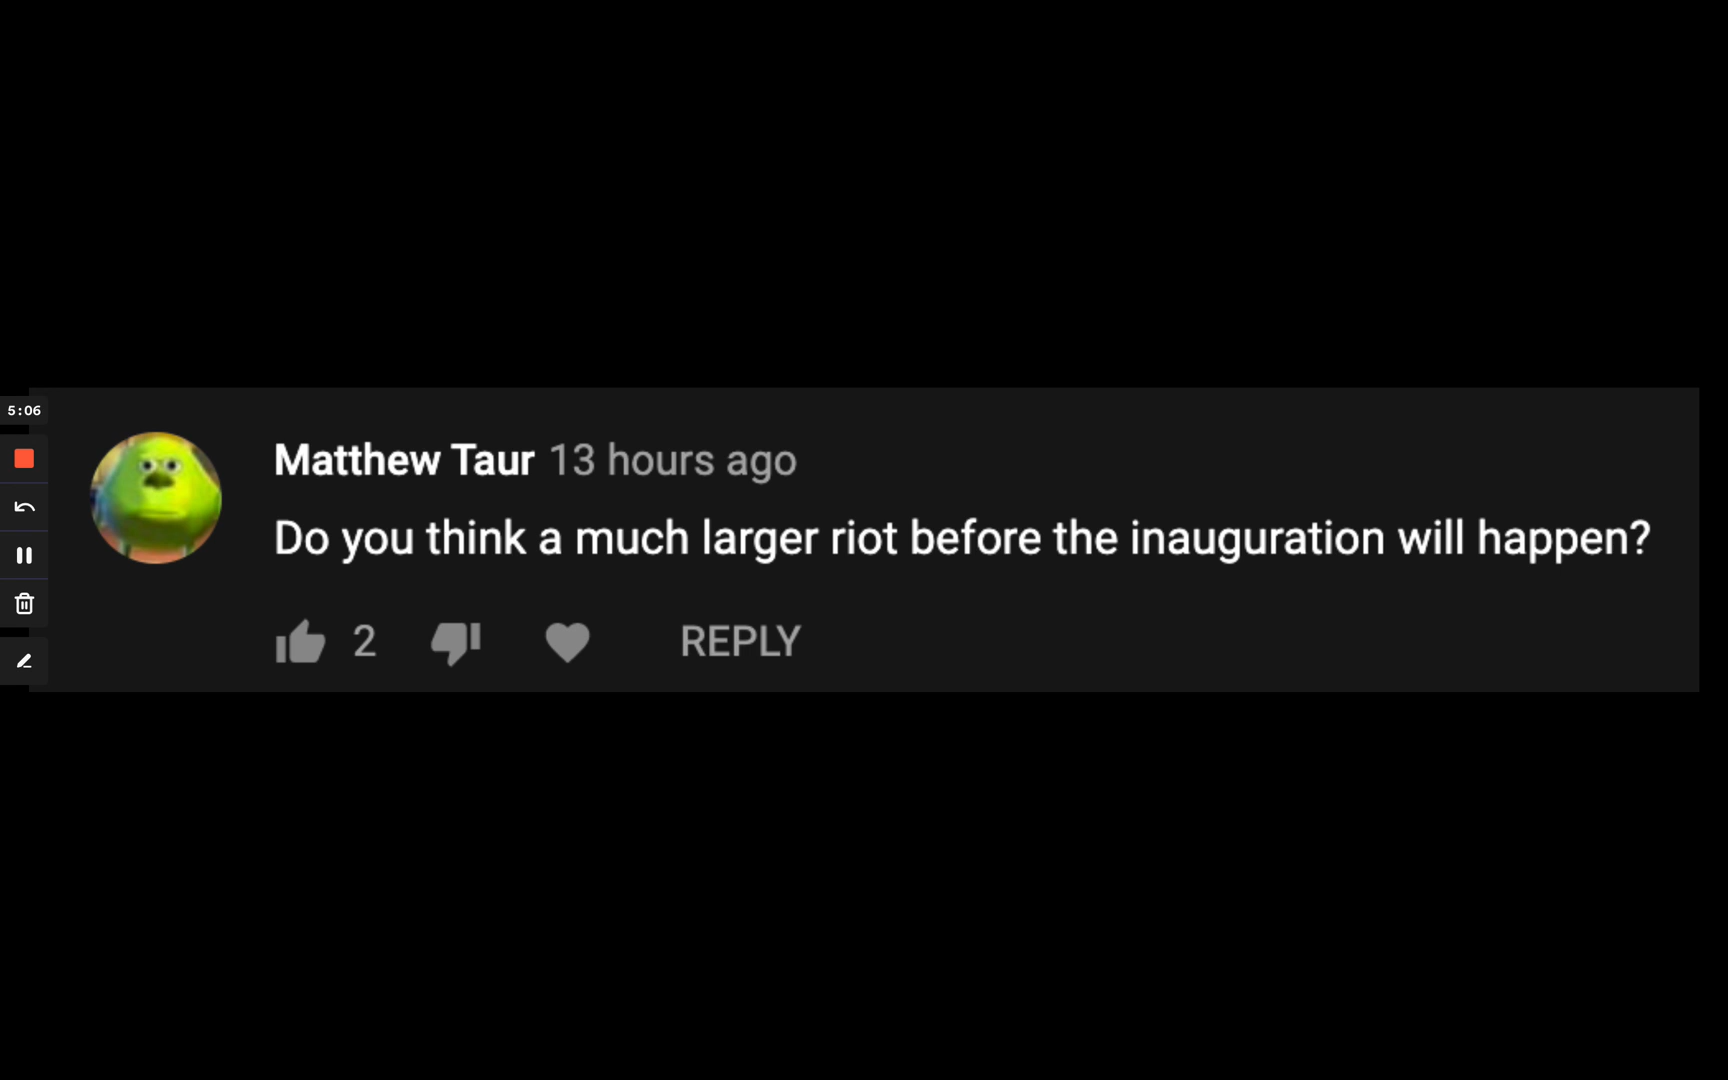 5:06
Matthew Taur 13 hours ago
Do you think a much larger riot before the inauguration will happen?
2 REPLY